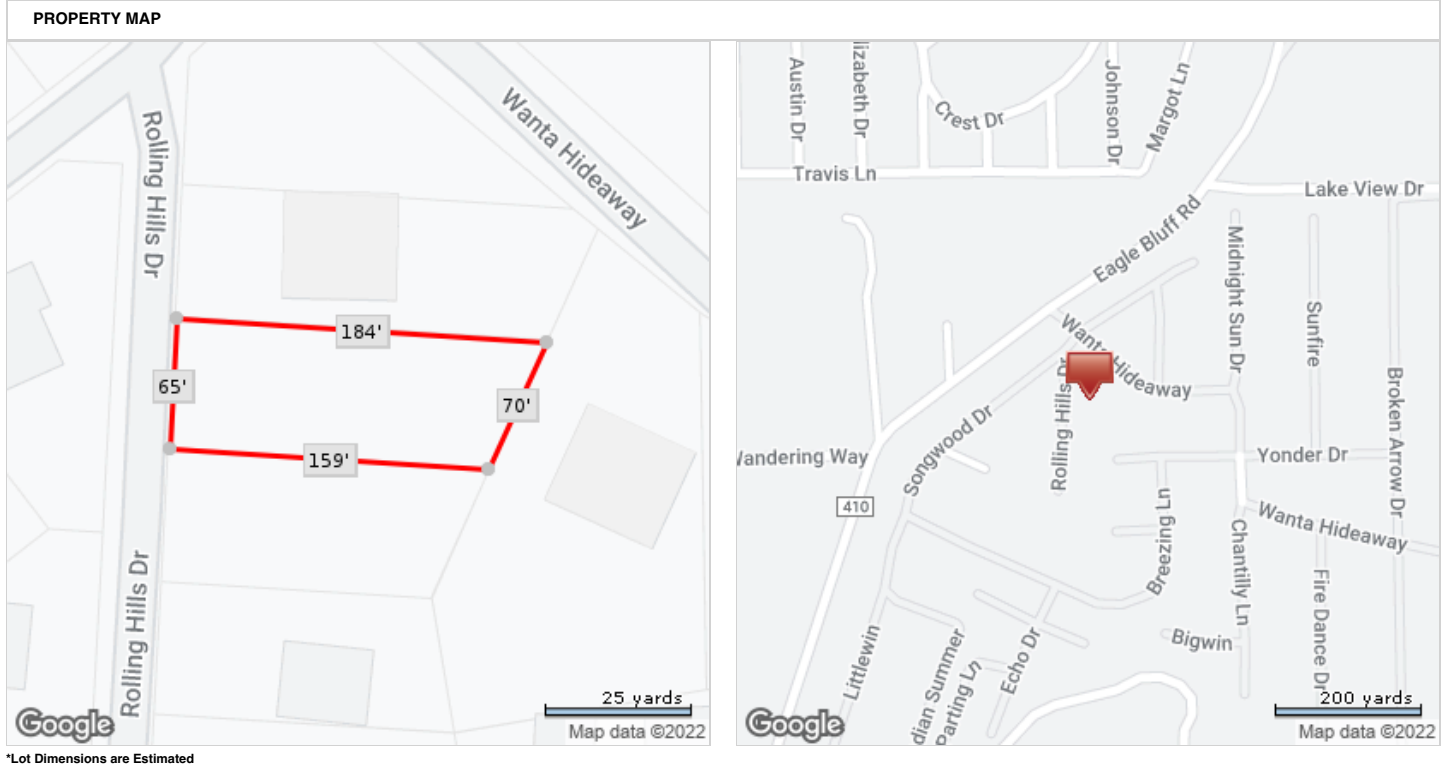 PROPERTY MAP
Rolling Hills Dr
Wanta Hideaway
184'
65'
70'
159'
Rolling Hills Dr
25 yards
Google
Map data ©2022
Austin Dr
lizabeth Dr
Crest Dr
Johnson Dr
Margot Ln
Travis Ln
Lake View Dr
Eagle Bluff Rd
Midnight Sun Dr
Sunfire
Wanta Hideaway
Rolling Hills Dr
Broken Arrow Dr
Songwood Dr
Wandering Way
Yonder Dr
410
Breezing Ln
Wanta Hideaway
Chantilly Ln
Fire Dance Dr
Littlewin
dian Summer
Parting Ln
Echo Dr
Bigwin
200 yards
Google
Map data ©2022
*Lot Dimensions are Estimated